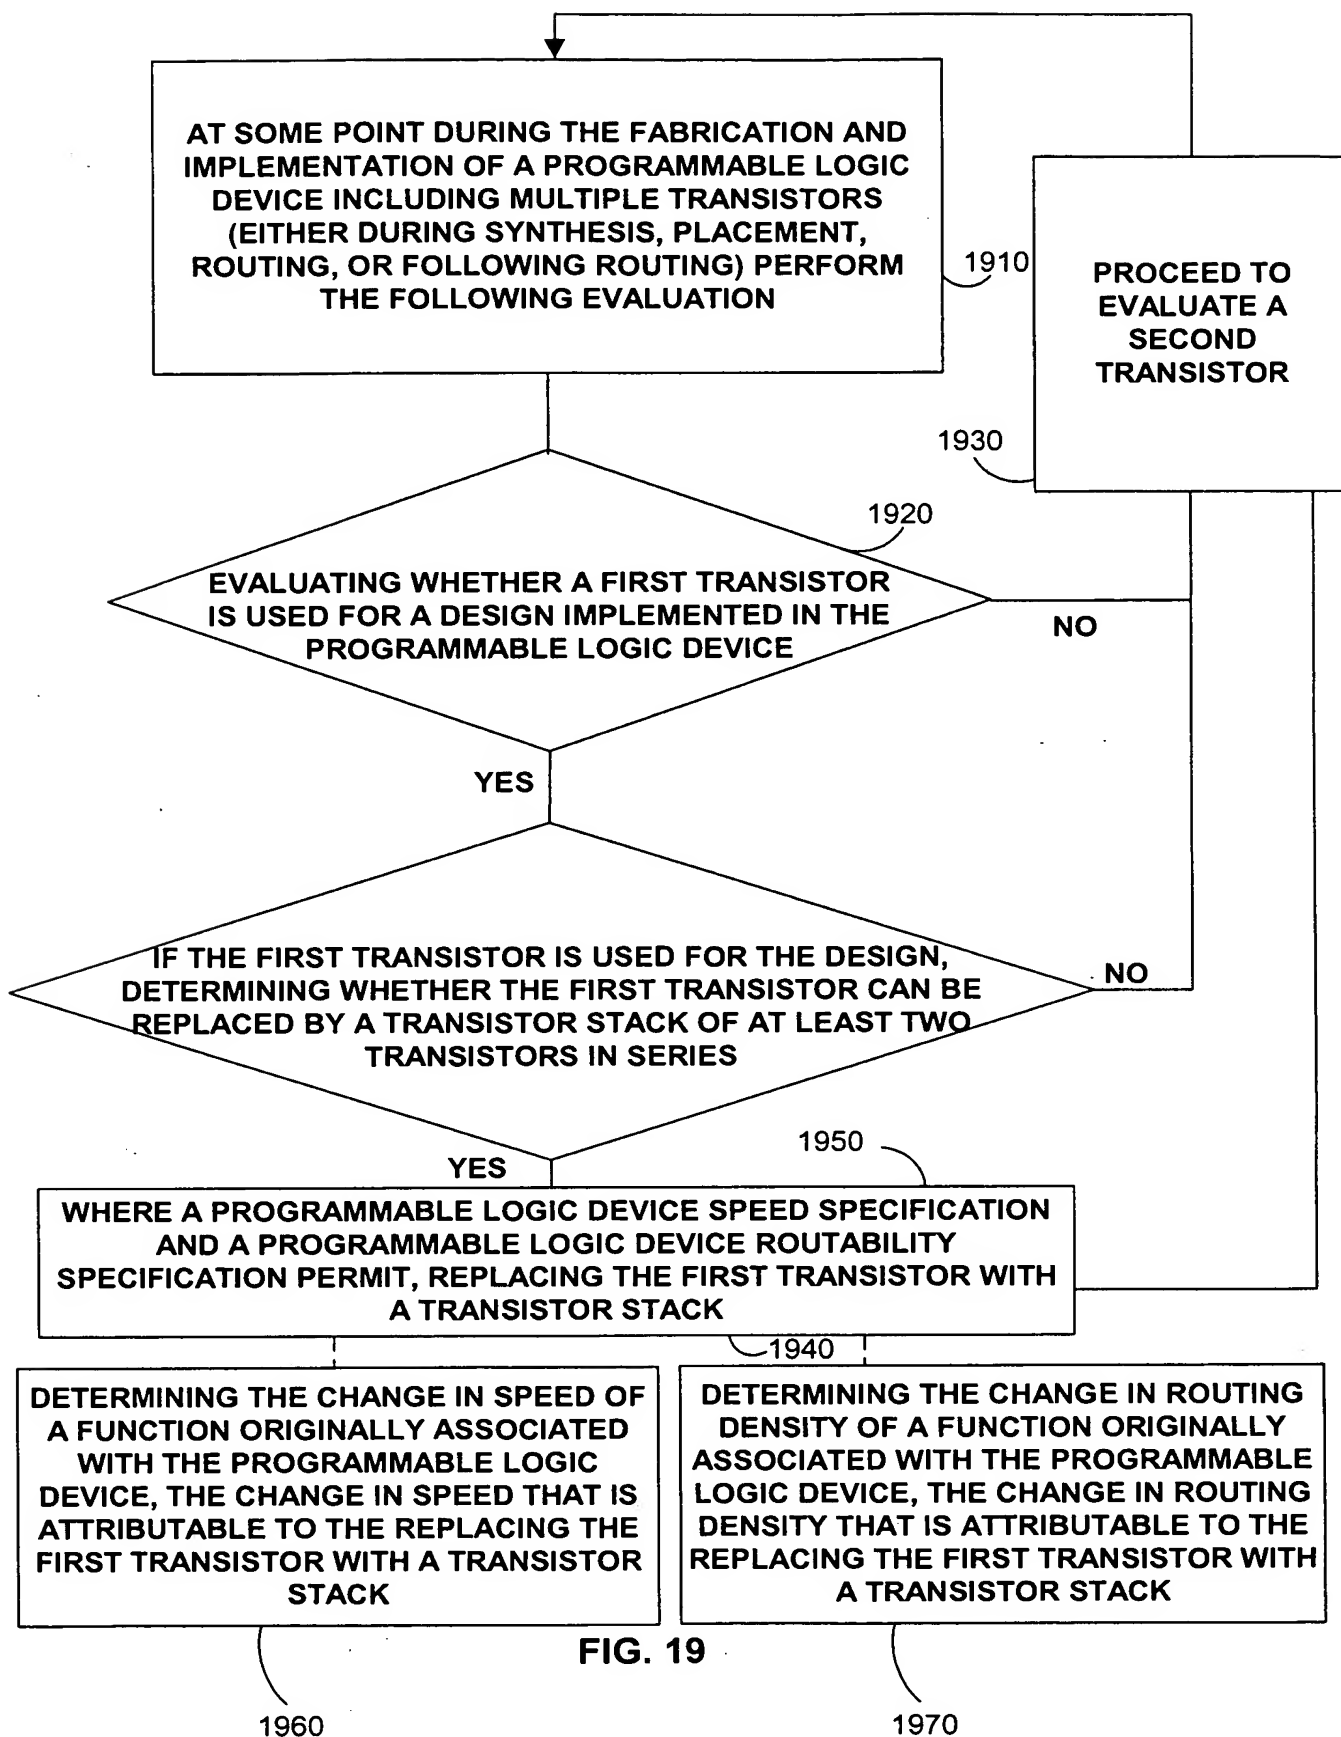 AT SOME POINT DURING THE FABRICATION AND
IMPLEMENTATION OF A PROGRAMMABLE LOGIC
DEVICE INCLUDING MULTIPLE TRANSISTORS
(EITHER DURING SYNTHESIS, PLACEMENT,
ROUTING, OR FOLLOWING ROUTING) PERFORM
THE FOLLOWING EVALUATION
1910
PROCEED TO
EVALUATE A
SECOND
TRANSISTOR
1930
1920
EVALUATING WHETHER A FIRST TRANSISTOR
IS USED FOR A DESIGN IMPLEMENTED IN THE
PROGRAMMABLE LOGIC DEVICE
NO
YES
IF THE FIRST TRANSISTOR IS USED FOR THE DESIGN,
DETERMINING WHETHER THE FIRST TRANSISTOR CAN BE
REPLACED BY A TRANSISTOR STACK OF AT LEAST TWO
TRANSISTORS IN SERIES
NO
YES
1950
WHERE A PROGRAMMABLE LOGIC DEVICE SPEED SPECIFICATION
AND A PROGRAMMABLE LOGIC DEVICE ROUTABILITY
SPECIFICATION PERMIT, REPLACING THE FIRST TRANSISTOR WITH
A TRANSISTOR STACK
1940
DETERMINING THE CHANGE IN SPEED OF
A FUNCTION ORIGINALLY ASSOCIATED
WITH THE PROGRAMMABLE LOGIC
DEVICE, THE CHANGE IN SPEED THAT IS
ATTRIBUTABLE TO THE REPLACING THE
FIRST TRANSISTOR WITH A TRANSISTOR
STACK
DETERMINING THE CHANGE IN ROUTING
DENSITY OF A FUNCTION ORIGINALLY
ASSOCIATED WITH THE PROGRAMMABLE
LOGIC DEVICE, THE CHANGE IN ROUTING
DENSITY THAT IS ATTRIBUTABLE TO THE
REPLACING THE FIRST TRANSISTOR WITH
A TRANSISTOR STACK
FIG. 19
1960
1970